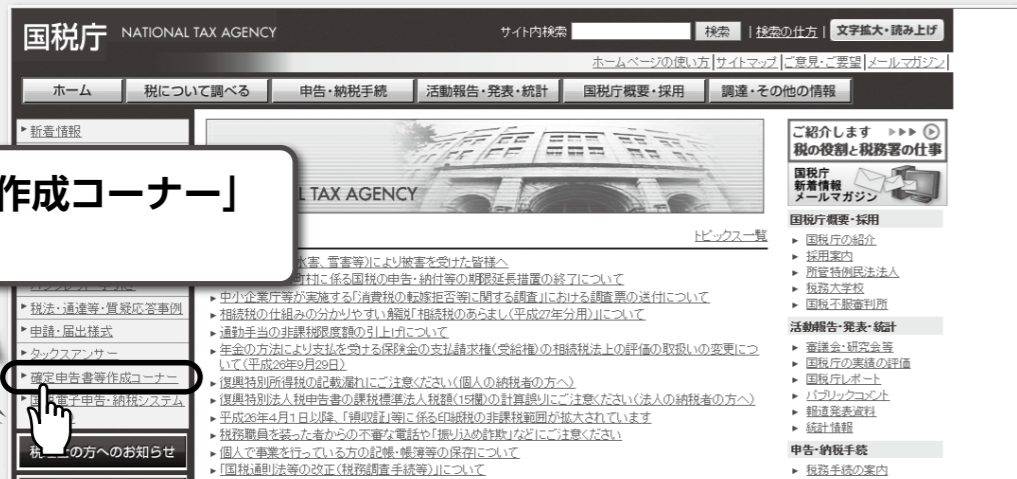 国税庁 NATIONAL TAX AGENCY
サイト内検索 検索 | 検索の仕方 | 文字拡大・読み上げ
ホームページの使い方 | サイトマップ | ご意見・ご要望 | メールマガジン |
ホーム 税について調べる 申告・納税手続 活動報告・発表・統計 国税庁概要・採用 調達・その他の情報
新着情報
作成コーナー」
税法・通達等・質疑応答事例
申請・届出様式
タックスアンサー
確定申告書等作成コーナー
電子申告・納税システム
の方へのお知らせ
L TAX AGENCY
トピックス一覧
水害、雪害等)により被害を受けた皆様へ
町村に係る国税の申告・納付等の期限延長措置の終了について
中小企業庁等が実施する「消費税の転嫁拒否等に関する調査」における調査票の送付について
相続税の仕組みの分かりやすい解説「相続税のあらまし(平成27年分用)」について
通勤手当の非課税限度額の引上げについて
年金の方法により支払を受ける保険金の支払請求権(受給権)の相続税法上の評価の取扱いの変更につ
いて(平成26年9月29日)
復興特別所得税の記載漏れにご注意ください(個人の納税者の方へ)
復興特別法人税申告書の課税標準法人税額(15欄)の計算誤りにご注意ください(法人の納税者の方へ)
平成26年4月1日以降、「領収証」等に係る印紙税の非課税範囲が拡大されています
税務職員を装った者からの不審な電話や「振り込め詐欺」などにご注意ください
個人で事業を行っている方の記帳・帳簿等の保存について
「国税通則法等の改正(税務調査手続等)」について
ご紹介します
税の役割と税務署の仕事
国税庁
新着情報
メールマガジン
国税庁概要・採用
国税庁の紹介
採用案内
所管特例民法法人
税務大学校
国税不服審判所
活動報告・発表・統計
審議会・研究会等
国税庁の実績の評価
国税庁レポート
パブリックコメント
報道発表資料
統計情報
申告・納税手続
税務手続の案内